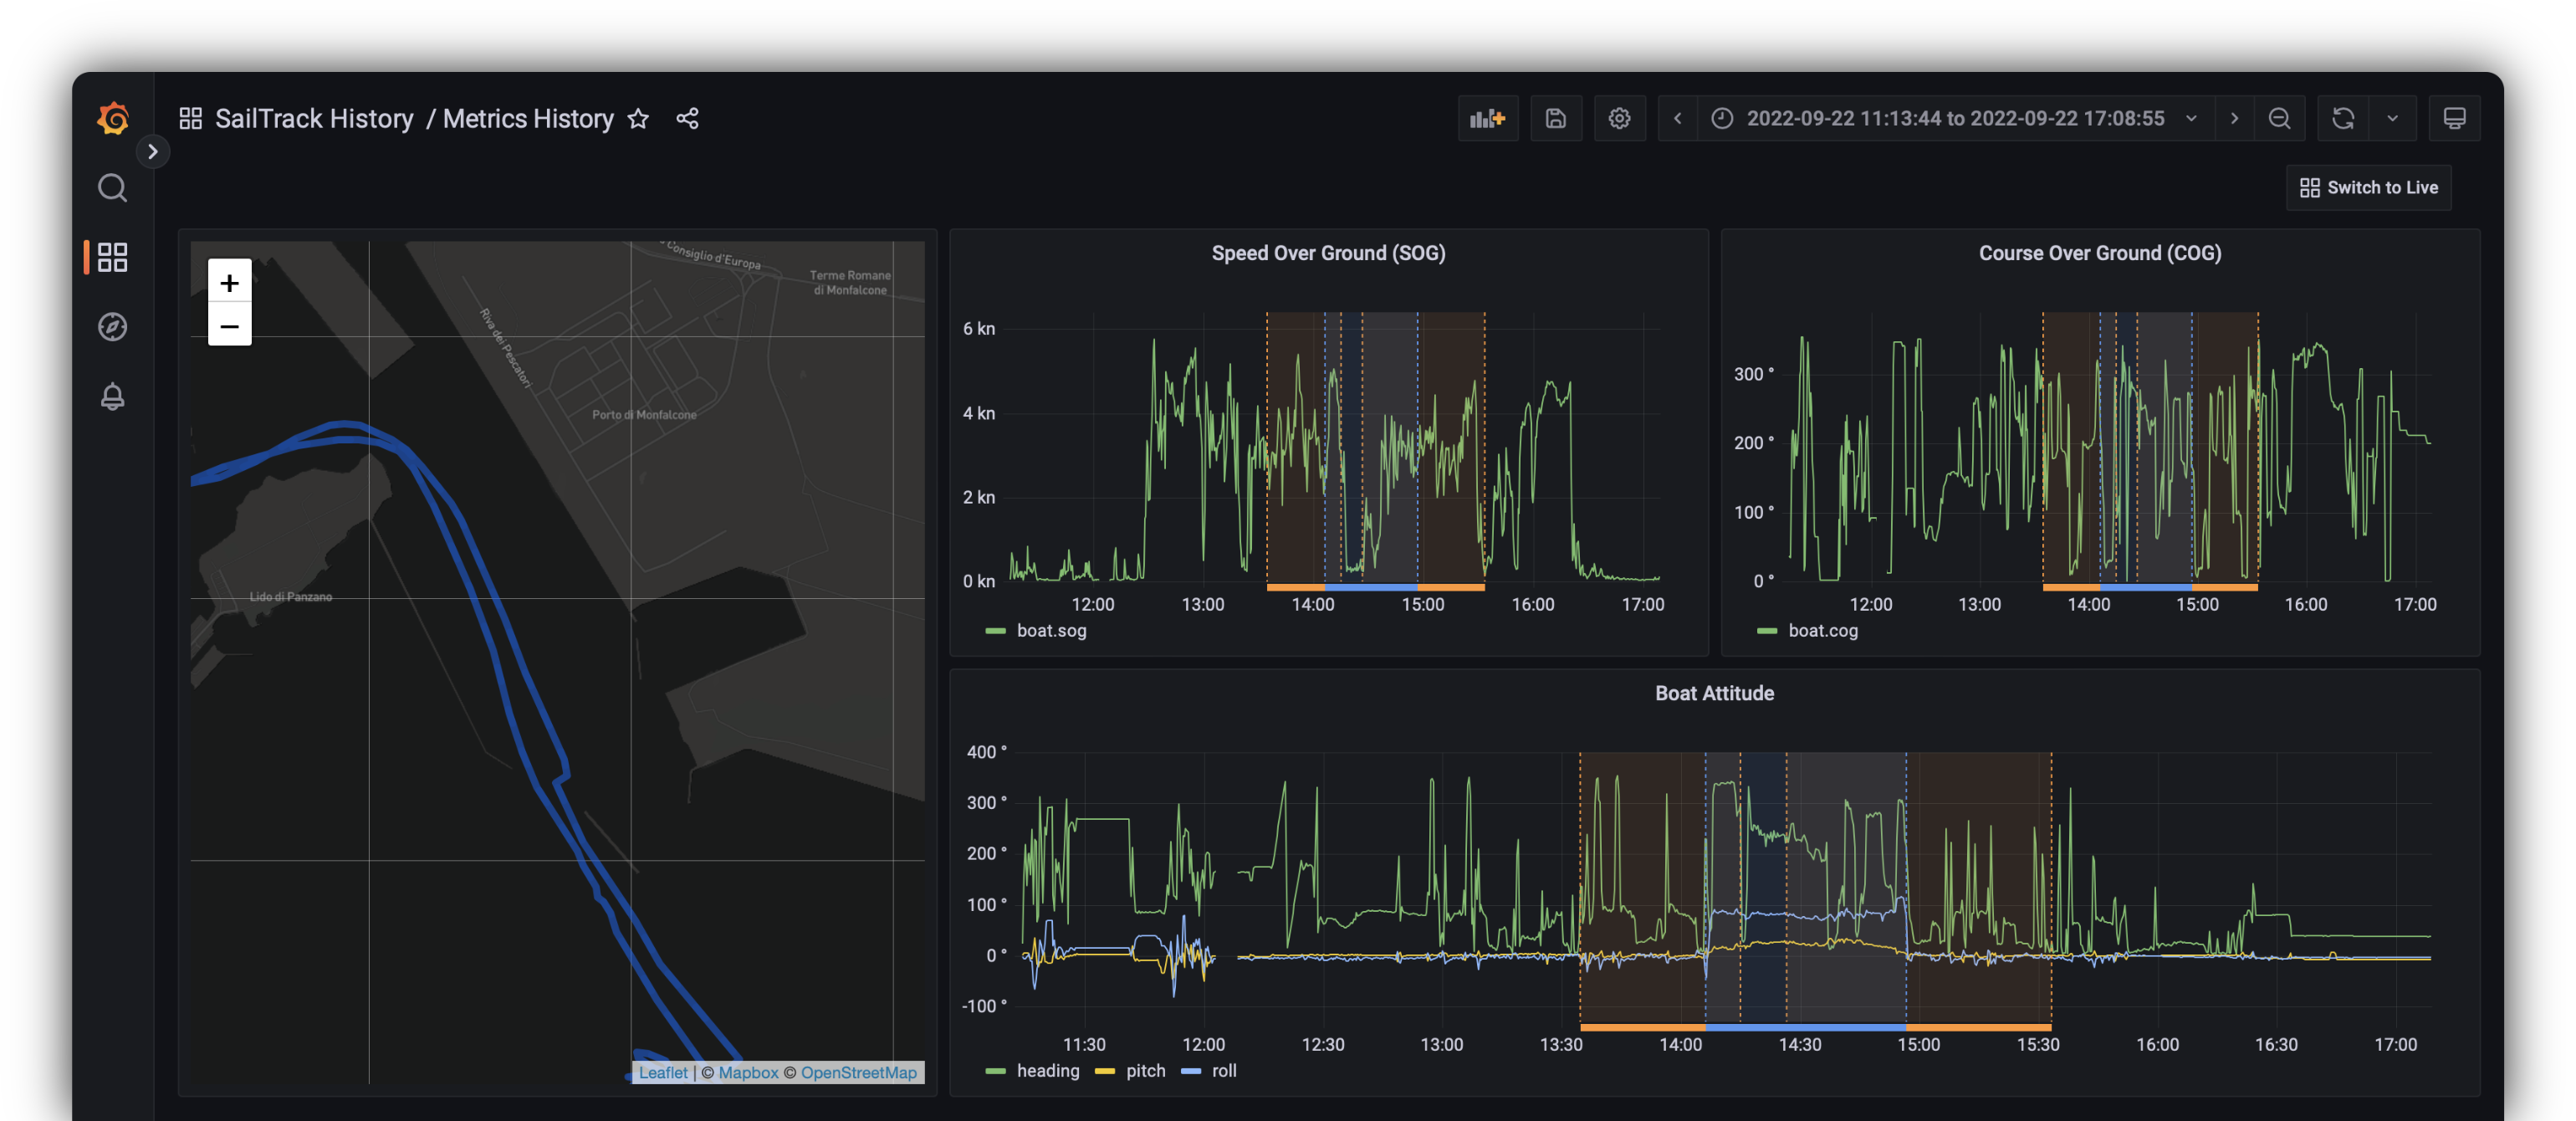 SailTrack History / Metrics History
2022-09-22 11:13:44 to 2022-09-22 17:08:55
Switch to Live
+
−
Consiglio d'Europa
Terme Romane
di Monfalcone
Riva dei Pescatori
Porto di Monfalcone
Lido di Panzano
Leaflet | © Mapbox © OpenStreetMap
Speed Over Ground (SOG)
6 kn
4 kn
2 kn
0 kn
12:00 13:00 14:00 15:00 16:00 17:00
boat.sog
Course Over Ground (COG)
300 °
200 °
100 °
0 °
12:00 13:00 14:00 15:00 16:00 17:00
boat.cog
Boat Attitude
400 °
300 °
200 °
100 °
0 °
-100 °
11:30 12:00 12:30 13:00 13:30 14:00 14:30 15:00 15:30 16:00 16:30 17:00
heading pitch roll